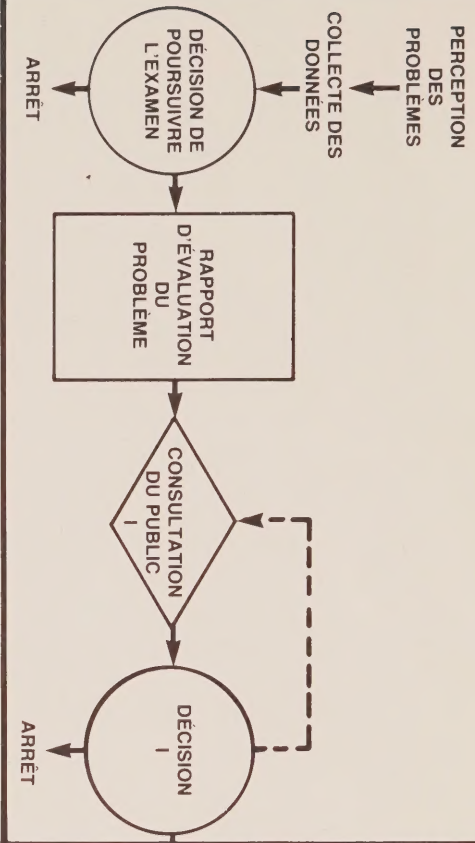 PERCEPTION
DES
PROBLÈMES
COLLECTE DES
DONNÉES
DÉCISION DE
POURSUIVRE
L'EXAMEN
ARRÊT
RAPPORT
D'ÉVALUATION
DU
PROBLÈME
CONSULTATION
DU PUBLIC
I
DÉCISION
I
ARRÊT